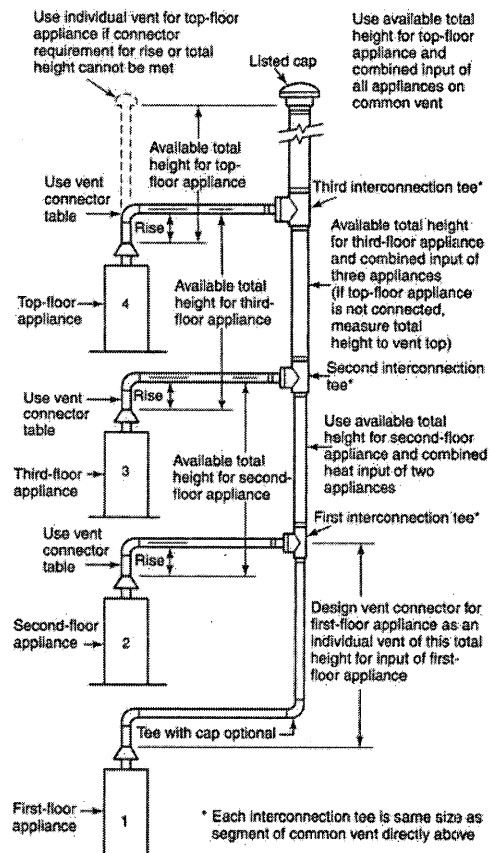 Use individual vent for top-floor
appliance if connector
requirement for rise or total
height cannot be met
Listed cap
Use available total
height for top-floor
appliance and
combined input of
all appliances on
common vent
Available total
height for top-
floor appliance
Use vent
connector
table
Rise
Third interconnection tee*
Top-floor
appliance
4
Available total
height for third-
floor appliance
Available total height
for third-floor appliance
and combined input of
three appliances
(If top-floor appliance
is not connected,
measure total
height to vent top)
Second interconnection
tee*
Use vent
connector
table
Rise
Third-floor
appliance
3
Available total
height for second-
floor appliance
Use available total
height for second-floor
appliance and combined
heat input of two
appliances
First interconnection tee*
Use vent
connector
table
Rise
Second-floor
appliance
2
Design vent connector for
first-floor appliance as an
individual vent of this total
height for input of first-
floor appliance
Tee with cap optional
First-floor
appliance
1
* Each interconnection tee is same size as
segment of common vent directly above